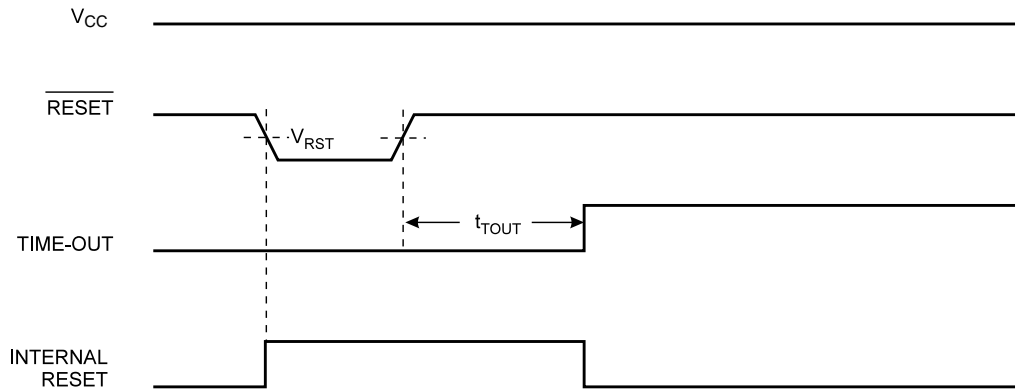 VCC
RESET
VRST
tTOUT
TIME-OUT
INTERNAL
RESET